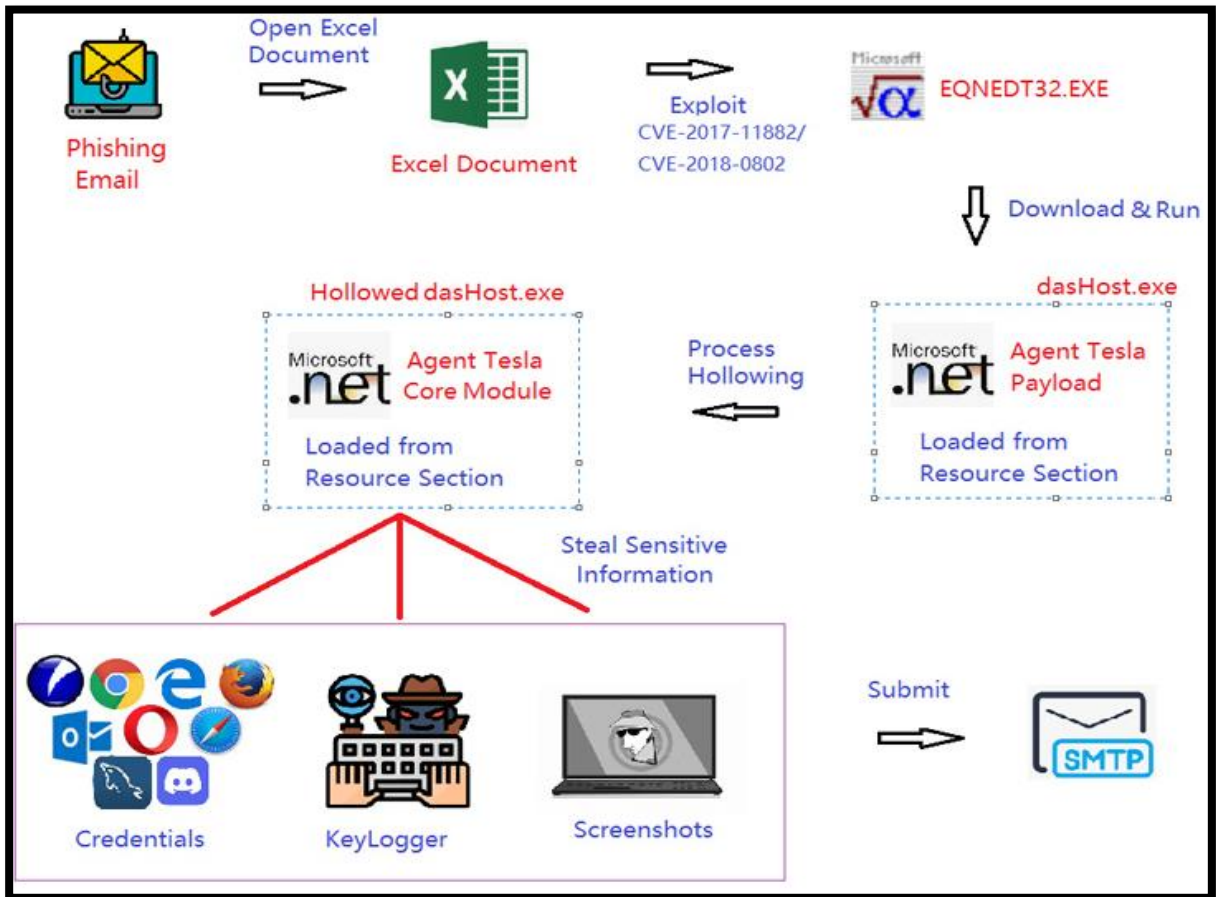 Open Excel
Document
Phishing
Email
Excel Document
Exploit
CVE-2017-11882/
CVE-2018-0802
Microsoft
√α
EQNEDT32.EXE
Download & Run
dasHost.exe
Microsoft
.net
Agent Tesla
Payload
Loaded from
Resource Section
Process
Hollowing
Hollowed dasHost.exe
Microsoft
.net
Agent Tesla
Core Module
Loaded from
Resource Section
Steal Sensitive
Information
Credentials
KeyLogger
Screenshots
Submit
SMTP